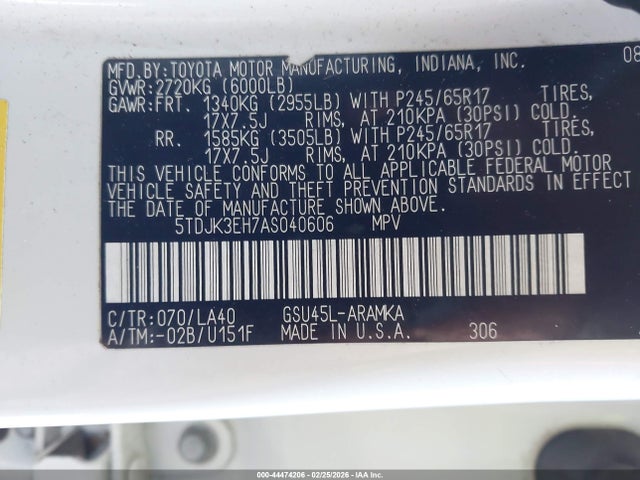 MFD.BY:TOYOTA MOTOR MANUFACTURING, INDIANA, INC. 08
GVWR:2720KG (6000LB)
GAWR:FRT. 1340KG (2955LB) WITH P245/65R17 TIRES,
17X7.5J RIMS, AT 210KPA (30PSI) COLD.
RR. 1585KG (3505LB) WITH P245/65R17 TIRES,
17X7.5J RIMS, AT 210KPA (30PSI) COLD.
THIS VEHICLE CONFORMS TO ALL APPLICABLE FEDERAL MOTOR
VEHICLE SAFETY AND THEFT PREVENTION STANDARDS IN EFFECT
THE DATE OF MANUFACTURE SHOWN ABOVE.
5TDJK3EH7AS040606 MPV
C/TR:070/LA40 GSU45L-ARAMKA
A/TM:-02B/U151F MADE IN U.S.A. 306
000-44474206 - 02/25/2026 - IAAI.COM